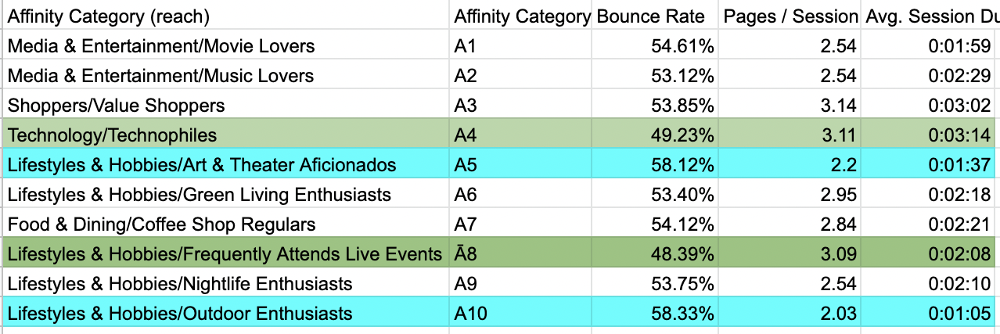 Affinity Category (reach) Affinity Category Bounce Rate Pages / Session Avg. Session Du
Media & Entertainment/Movie Lovers A1 54.61% 2.54 0:01:59
Media & Entertainment/Music Lovers A2 53.12% 2.54 0:02:29
Shoppers/Value Shoppers A3 53.85% 3.14 0:03:02
Technology/Technophiles A4 49.23% 3.11 0:03:14
Lifestyles & Hobbies/Art & Theater Aficionados A5 58.12% 2.2 0:01:37
Lifestyles & Hobbies/Green Living Enthusiasts A6 53.40% 2.95 0:02:18
Food & Dining/Coffee Shop Regulars A7 54.12% 2.84 0:02:21
Lifestyles & Hobbies/Frequently Attends Live Events Ā8 48.39% 3.09 0:02:08
Lifestyles & Hobbies/Nightlife Enthusiasts A9 53.75% 2.54 0:02:10
Lifestyles & Hobbies/Outdoor Enthusiasts A10 58.33% 2.03 0:01:05